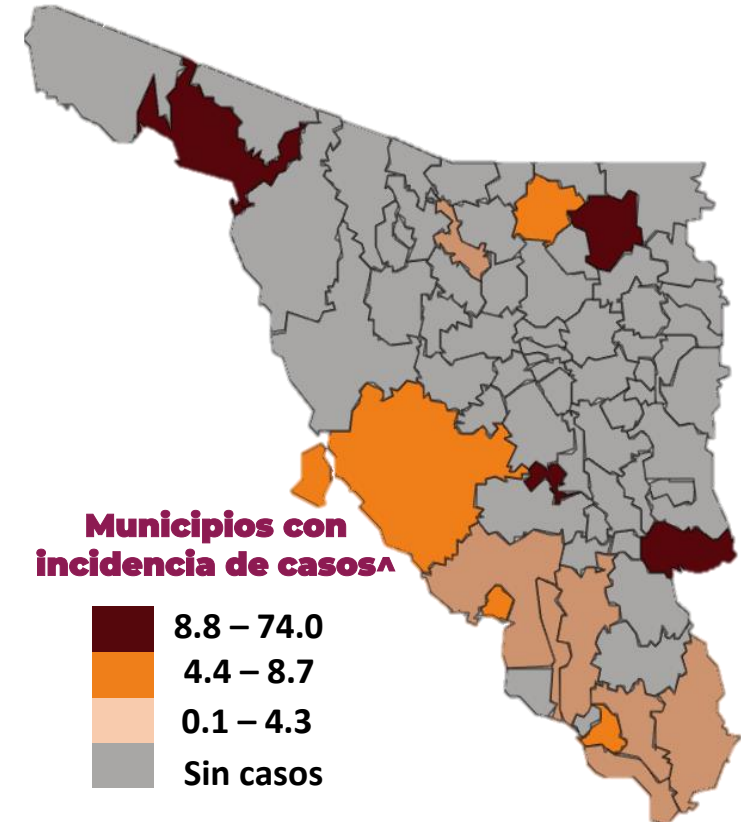 Municipios con
incidencia de casos^
8.8 – 74.0
4.4 – 8.7
0.1 – 4.3
Sin casos